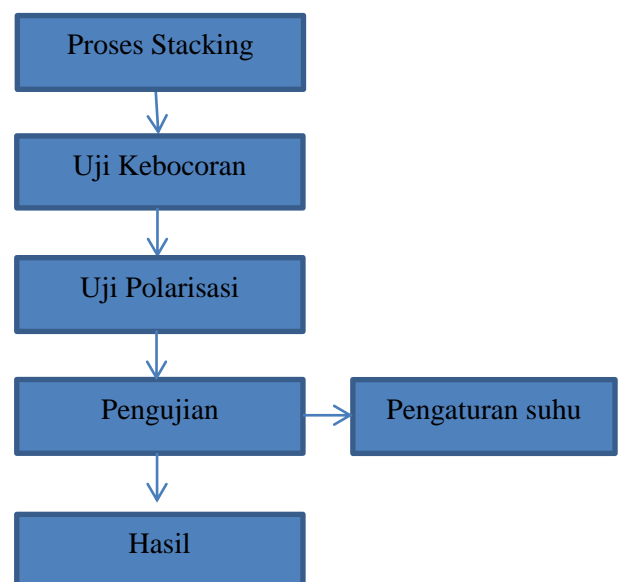 Proses Stacking
Uji Kebocoran
Uji Polarisasi
Pengujian
Pengaturan suhu
Hasil